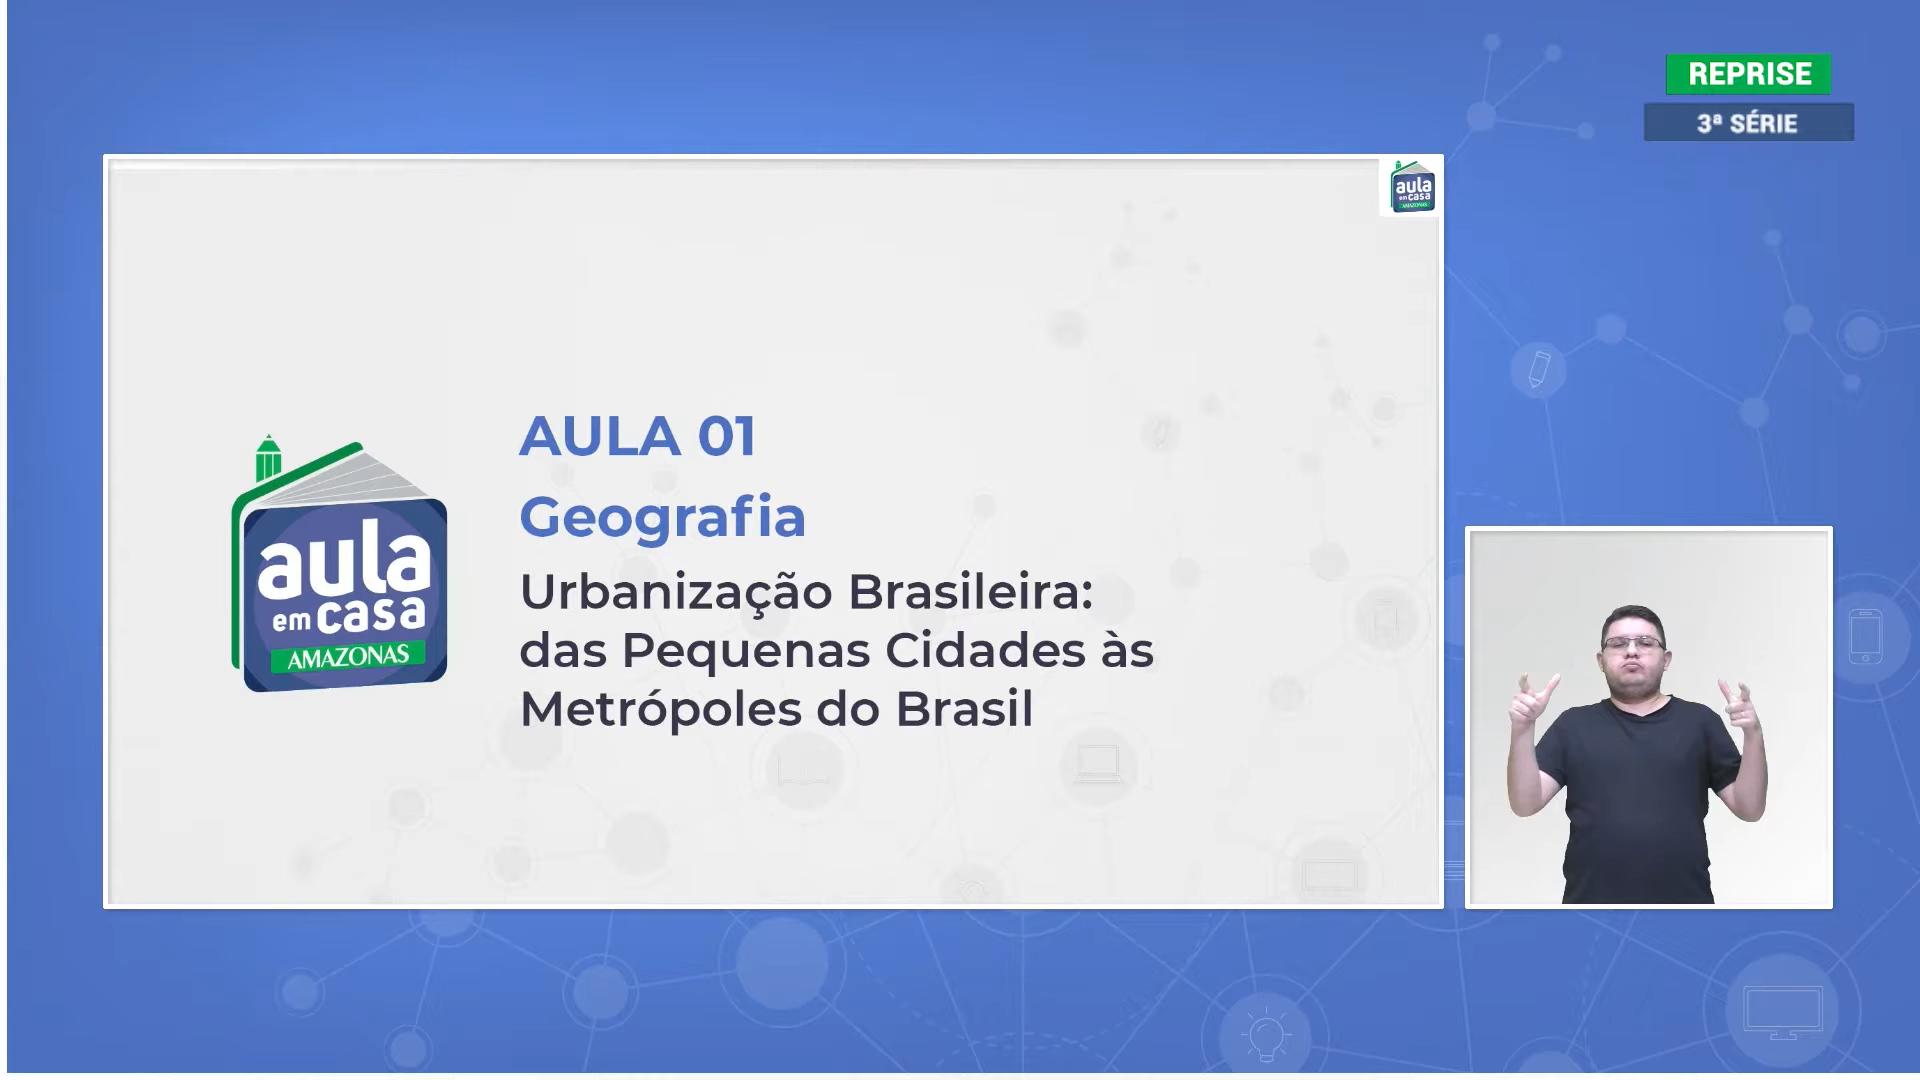 REPRISE
3ª SÉRIE
aula
em casa
AMAZONAS
AULA 01
Geografia
Urbanização Brasileira:
das Pequenas Cidades às
Metrópoles do Brasil
aula
em casa
AMAZONAS